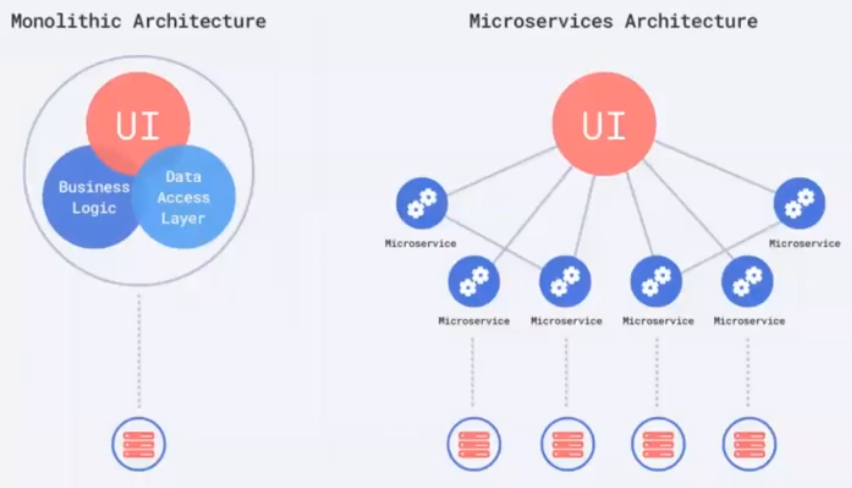 Monolithic Architecture
Microservices Architecture
UI
Business
Logic
Data
Access
Layer
UI
Microservice
Microservice
Microservice
Microservice
Microservice
Microservice